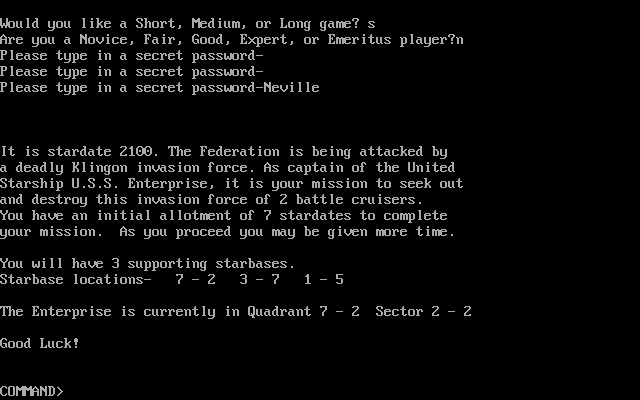 Would you like a Short, Medium, or Long game? s
Are you a Novice, Fair, Good, Expert, or Emeritus player?n
Please type in a secret password-
Please type in a secret password-
Please type in a secret password-Neville
It is stardate 2100. The Federation is being attacked by
a deadly Klingon invasion force. As captain of the United
Starship U.S.S. Enterprise, it is your mission to seek out
and destroy this invasion force of 2 battle cruisers.
You have an initial allotment of 7 stardates to complete
your mission.  As you proceed you may be given more time.
You will have 3 supporting starbases.
Starbase locations-   7 - 2   3 - 7   1 - 5
The Enterprise is currently in Quadrant 7 - 2  Sector 2 - 2
Good Luck!
COMMAND>